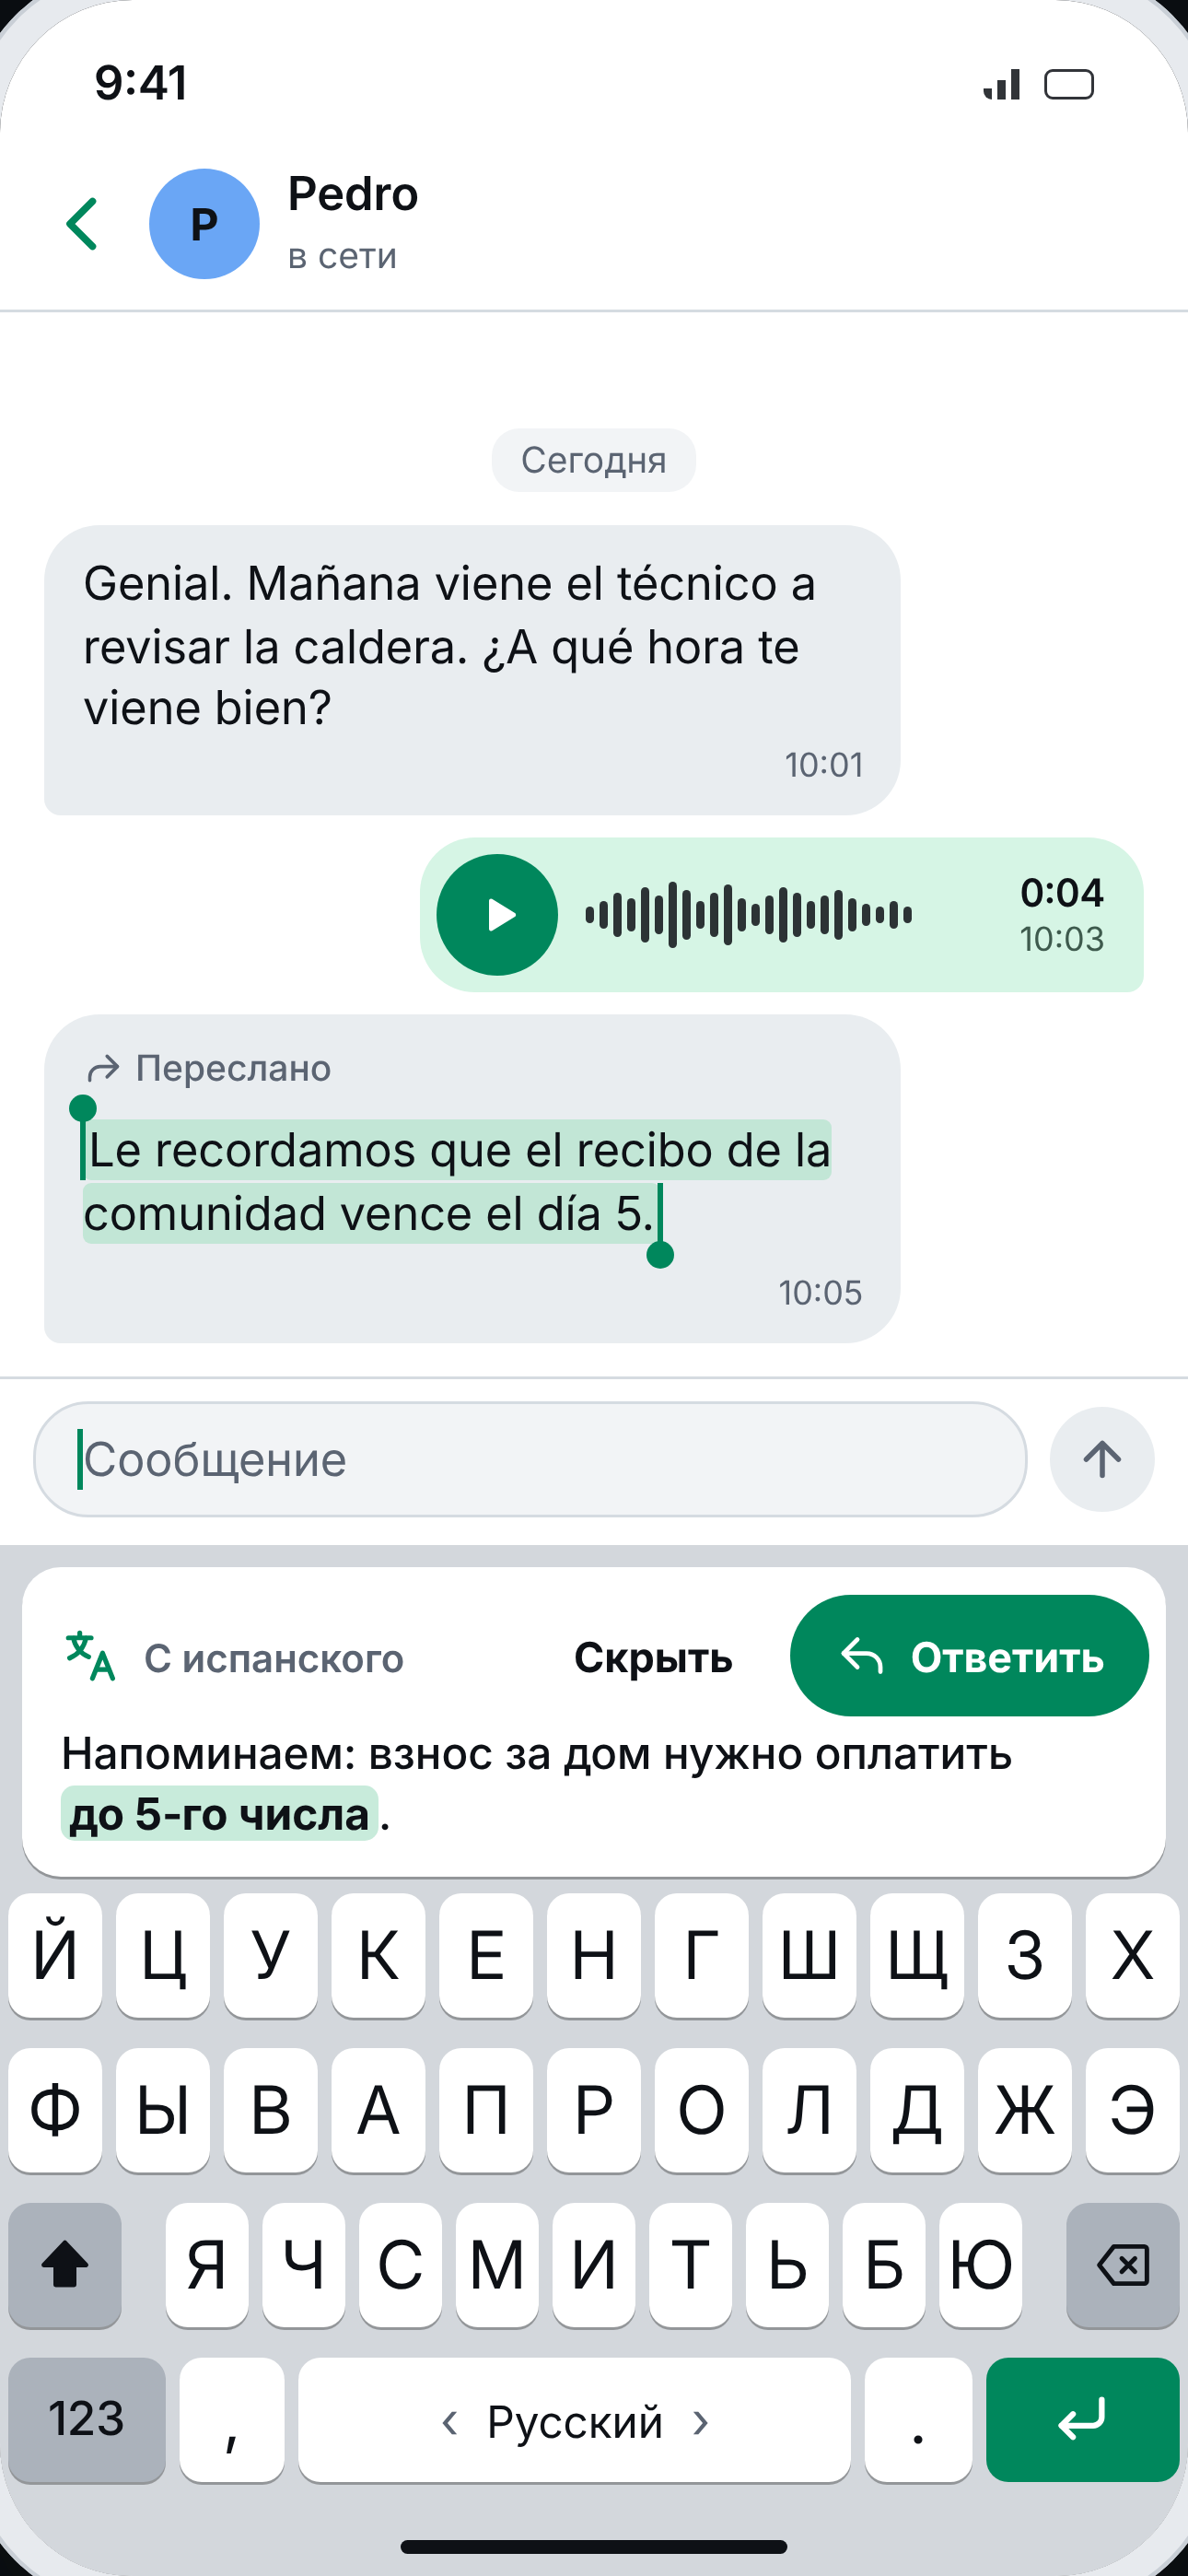 9:41
P
Pedro
в сети
Сегодня
Genial. Mañana viene el técnico a
revisar la caldera. ¿A qué hora te
viene bien?
10:01
0:04
10:03
Переслано
Le recordamos que el recibo de la
comunidad vence el día 5.
10:05
Сообщение
С испанского
Скрыть
Ответить
Напоминаем: взнос за дом нужно оплатить
до 5-го числа.
Й Ц У К Е Н Г Ш Щ З Х
Ф Ы В А П Р О Л Д Ж Э
Я Ч С М И Т Ь Б Ю
123 , ‹ Русский › .